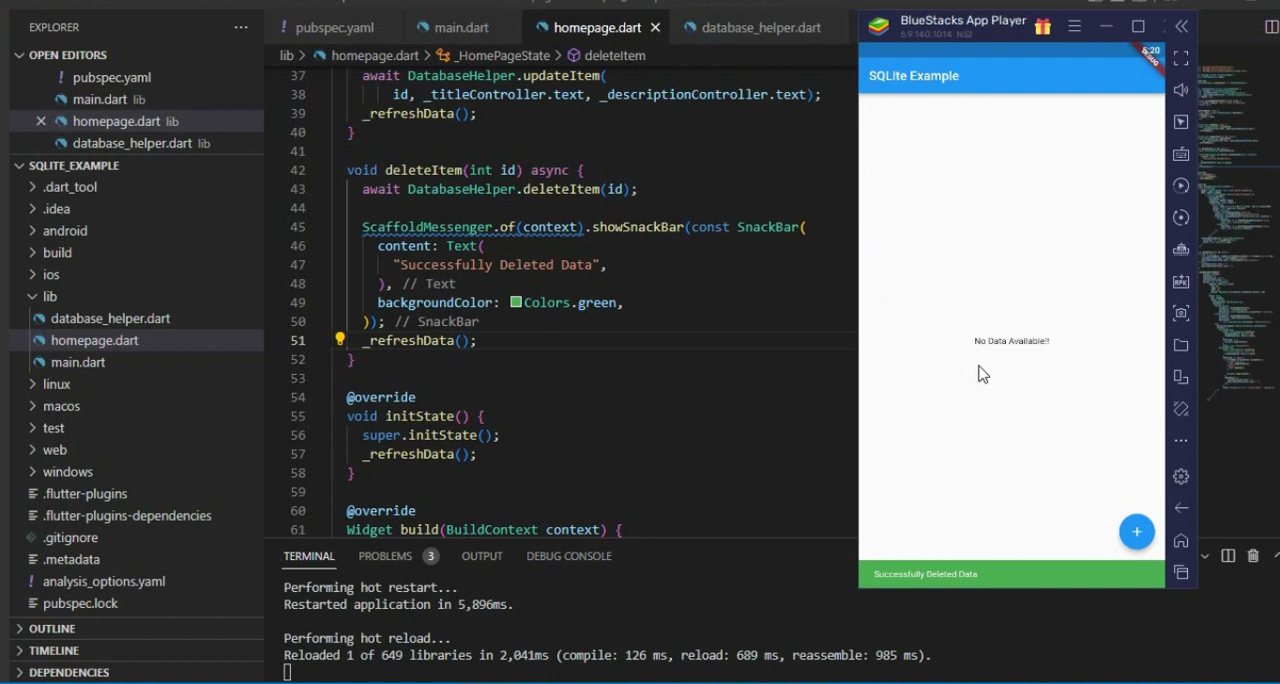 EXPLORER
OPEN EDITORS
! pubspec.yaml
main.dart lib
homepage.dart lib
database_helper.dart lib
SQLITE_EXAMPLE
.dart_tool
.idea
android
build
ios
lib
database_helper.dart
homepage.dart
main.dart
linux
macos
test
web
windows
.flutter-plugins
.flutter-plugins-dependencies
.gitignore
.metadata
! analysis_options.yaml
pubspec.lock
OUTLINE
TIMELINE
DEPENDENCIES
! pubspec.yaml main.dart homepage.dart database_helper.dart
lib > homepage.dart > _HomePageState > deleteItem
37 await DatabaseHelper.updateItem(
38 id, _titleController.text, _descriptionController.text);
39 _refreshData();
40 }
41
42 void deleteItem(int id) async {
43 await DatabaseHelper.deleteItem(id);
44
45 ScaffoldMessenger.of(context).showSnackBar(const SnackBar(
46 content: Text(
47 "Successfully Deleted Data",
48 ), // Text
49 backgroundColor: Colors.green,
50 )); // SnackBar
51 _refreshData();
52 }
53
54 @override
55 void initState() {
56 super.initState();
57 _refreshData();
58 }
59
60 @override
61 Widget build(BuildContext context) {
TERMINAL PROBLEMS 3 OUTPUT DEBUG CONSOLE
Performing hot restart...
Restarted application in 5,896ms.
Performing hot reload...
Reloaded 1 of 649 libraries in 2,041ms (compile: 126 ms, reload: 689 ms, reassemble: 985 ms).
BlueStacks App Player
5.9.140.1014 N32
SQLite Example
No Data Available!!
+
Successfully Deleted Data